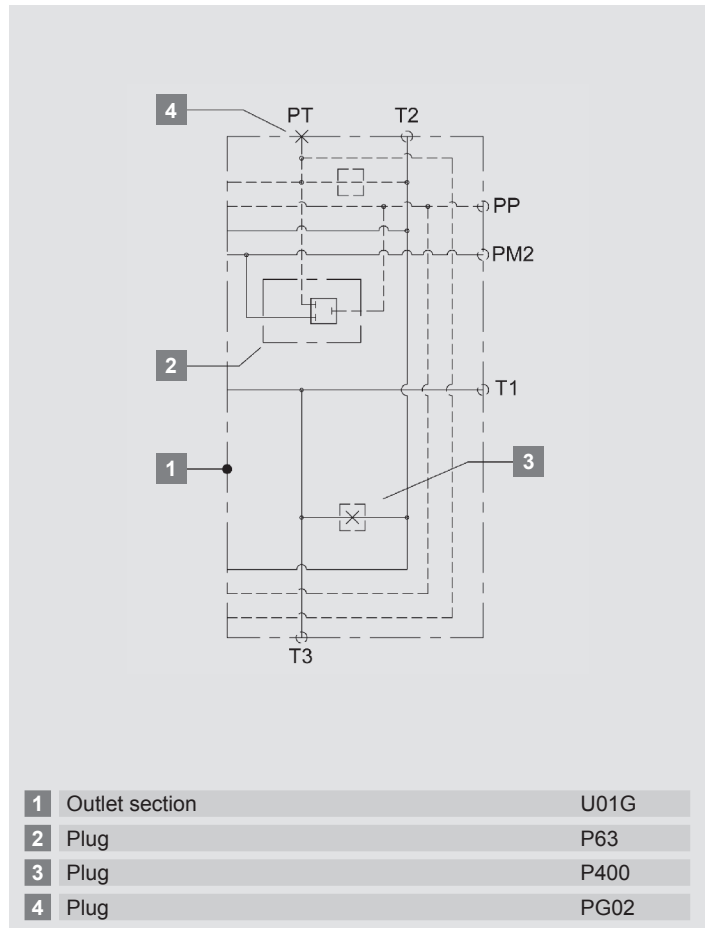 4 PT T2
PP
PM2
2
T1
1 3
T3
1 Outlet section U01G
2 Plug P63
3 Plug P400
4 Plug PG02